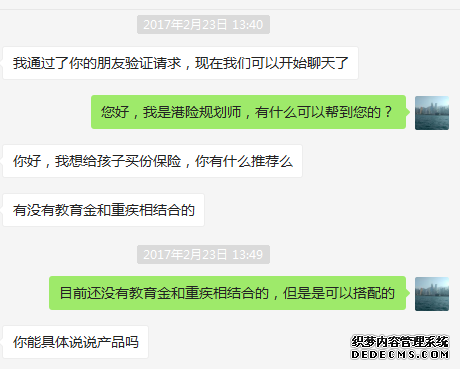 2017年2月23日 13:40
我通过了你的朋友验证请求，现在我们可以开始聊天了
您好，我是港险规划师，有什么可以帮到您的？
你好，我想给孩子买份保险，你有什么推荐么
有没有教育金和重疾相结合的
2017年2月23日 13:49
目前还没有教育金和重疾相结合的，但是是可以搭配的
你能具体说说产品吗
织梦内容管理系统
DEDECMS.COM